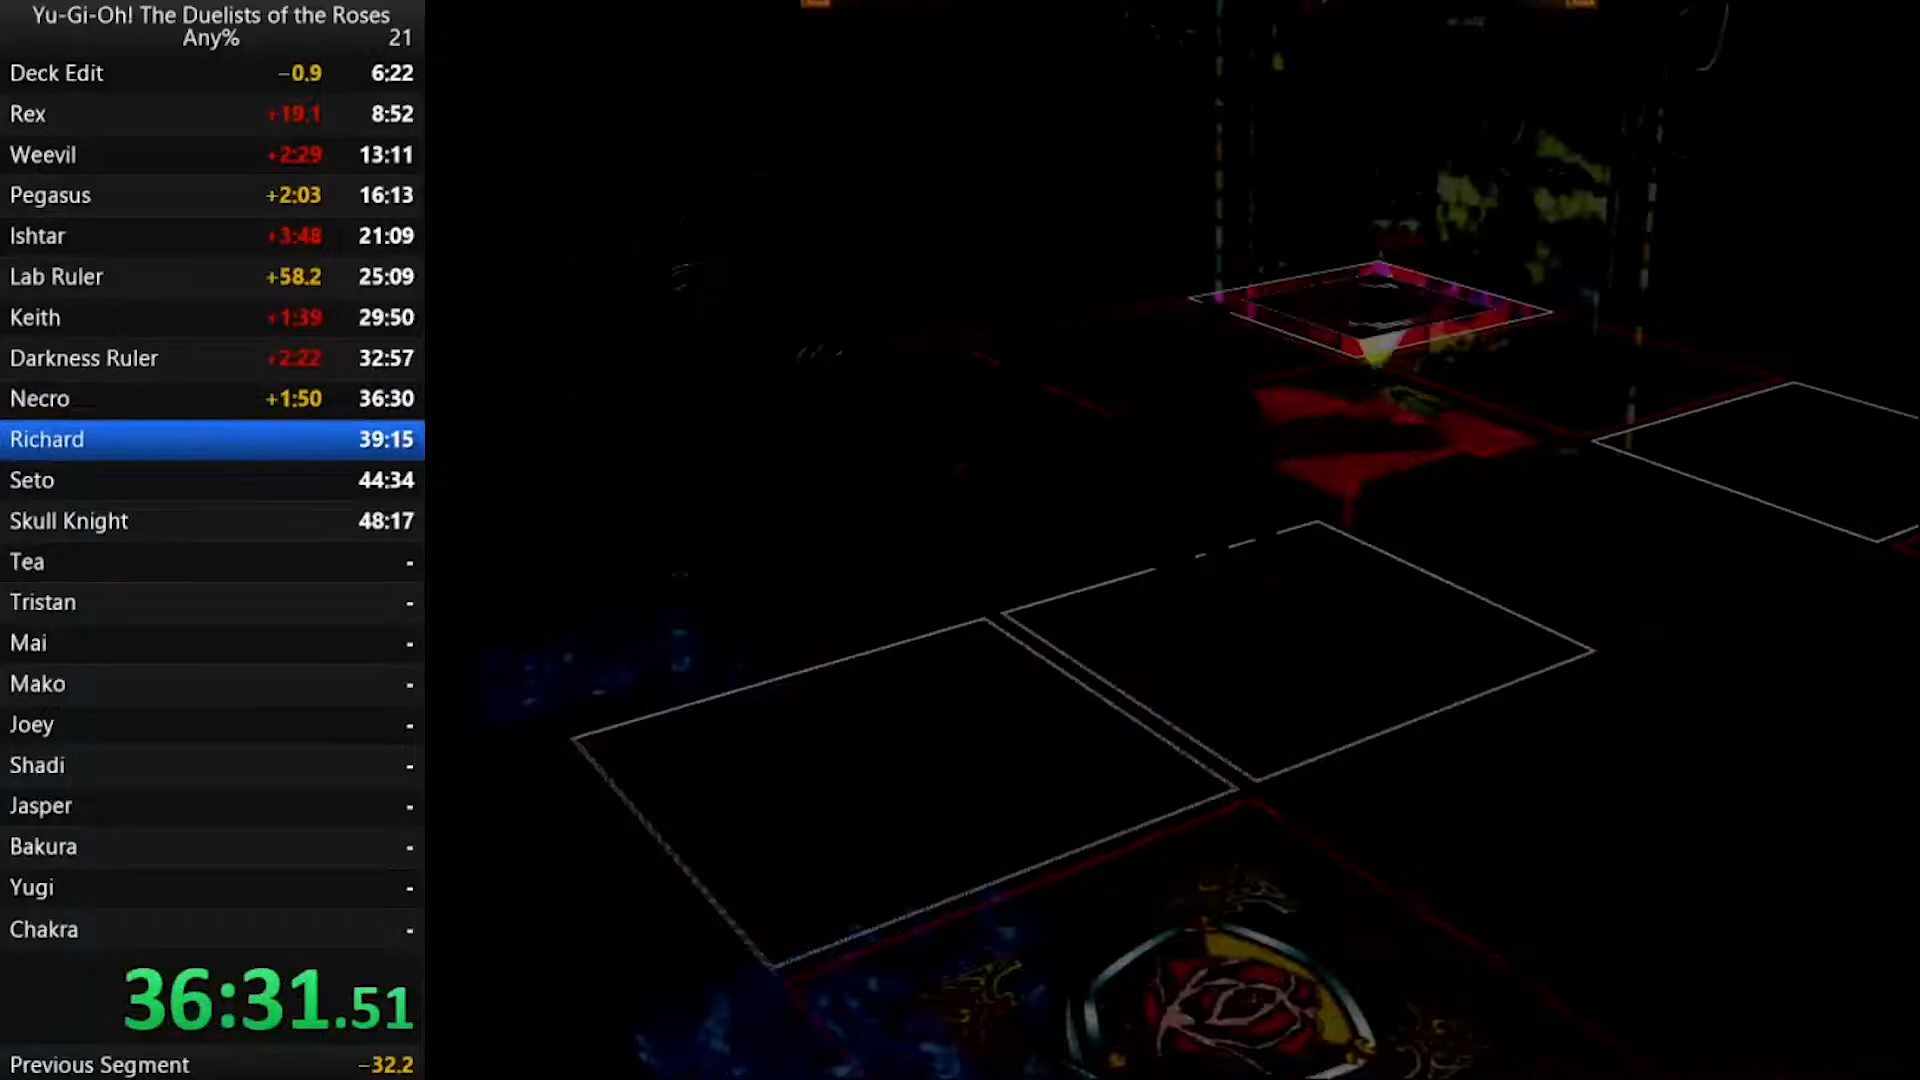 Yu-Gi-Oh! The Duelists of the Roses
Any% 21
Deck Edit −0.9 6:22
Rex +19.1 8:52
Weevil +2:29 13:11
Pegasus +2:03 16:13
Ishtar +3:48 21:09
Lab Ruler +58.2 25:09
Keith +1:39 29:50
Darkness Ruler +2:22 32:57
Necro +1:50 36:30
Richard 39:15
Seto 44:34
Skull Knight 48:17
Tea -
Tristan -
Mai -
Mako -
Joey -
Shadi -
Jasper -
Bakura -
Yugi -
Chakra -
36:31.51
Previous Segment −32.2